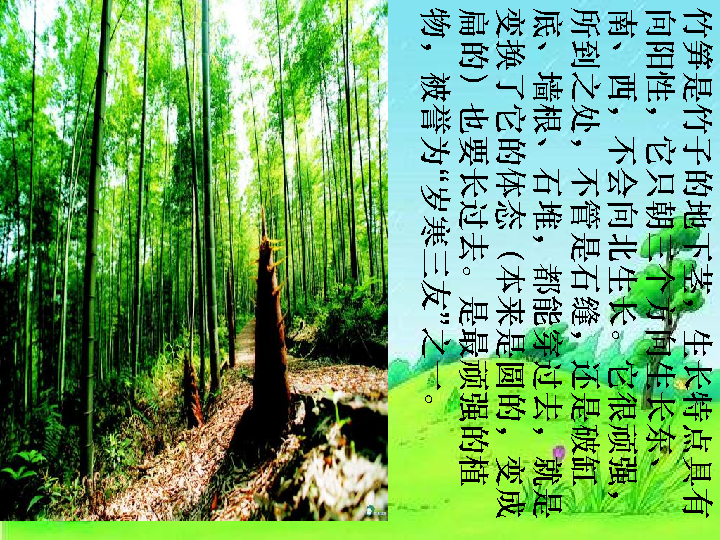 竹笋是竹子的地下茎，生长特点具有
向阳性，它只朝三个方向生长东、
南、西，不会向北生长。它很顽强，
所到之处，不管是石缝，还是破缸
底、墙根、石堆，都能穿过去，就是
变换了它的体态（本来是圆的，变成
扁的）也要长过去。是最顽强的植
物，被誉为“岁寒三友”之一。